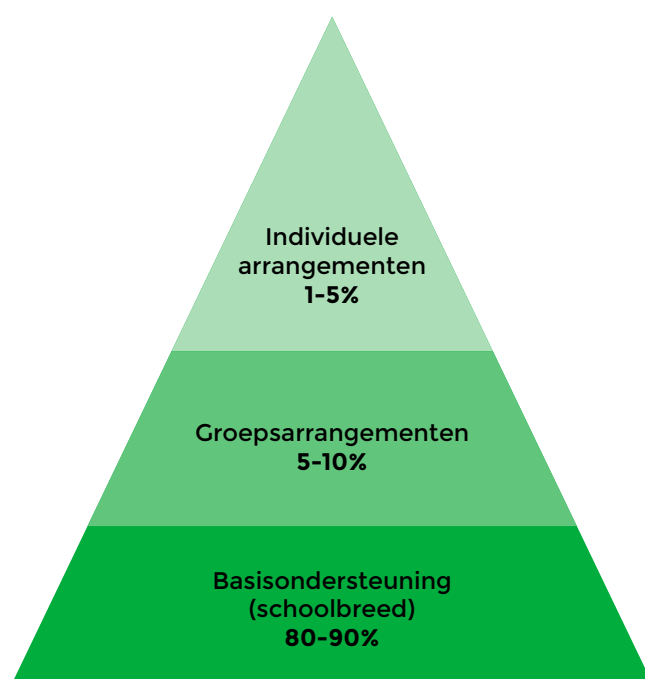 Individuele
arrangementen
1-5%
Groepsarrangementen
5-10%
Basisondersteuning
(schoolbreed)
80-90%